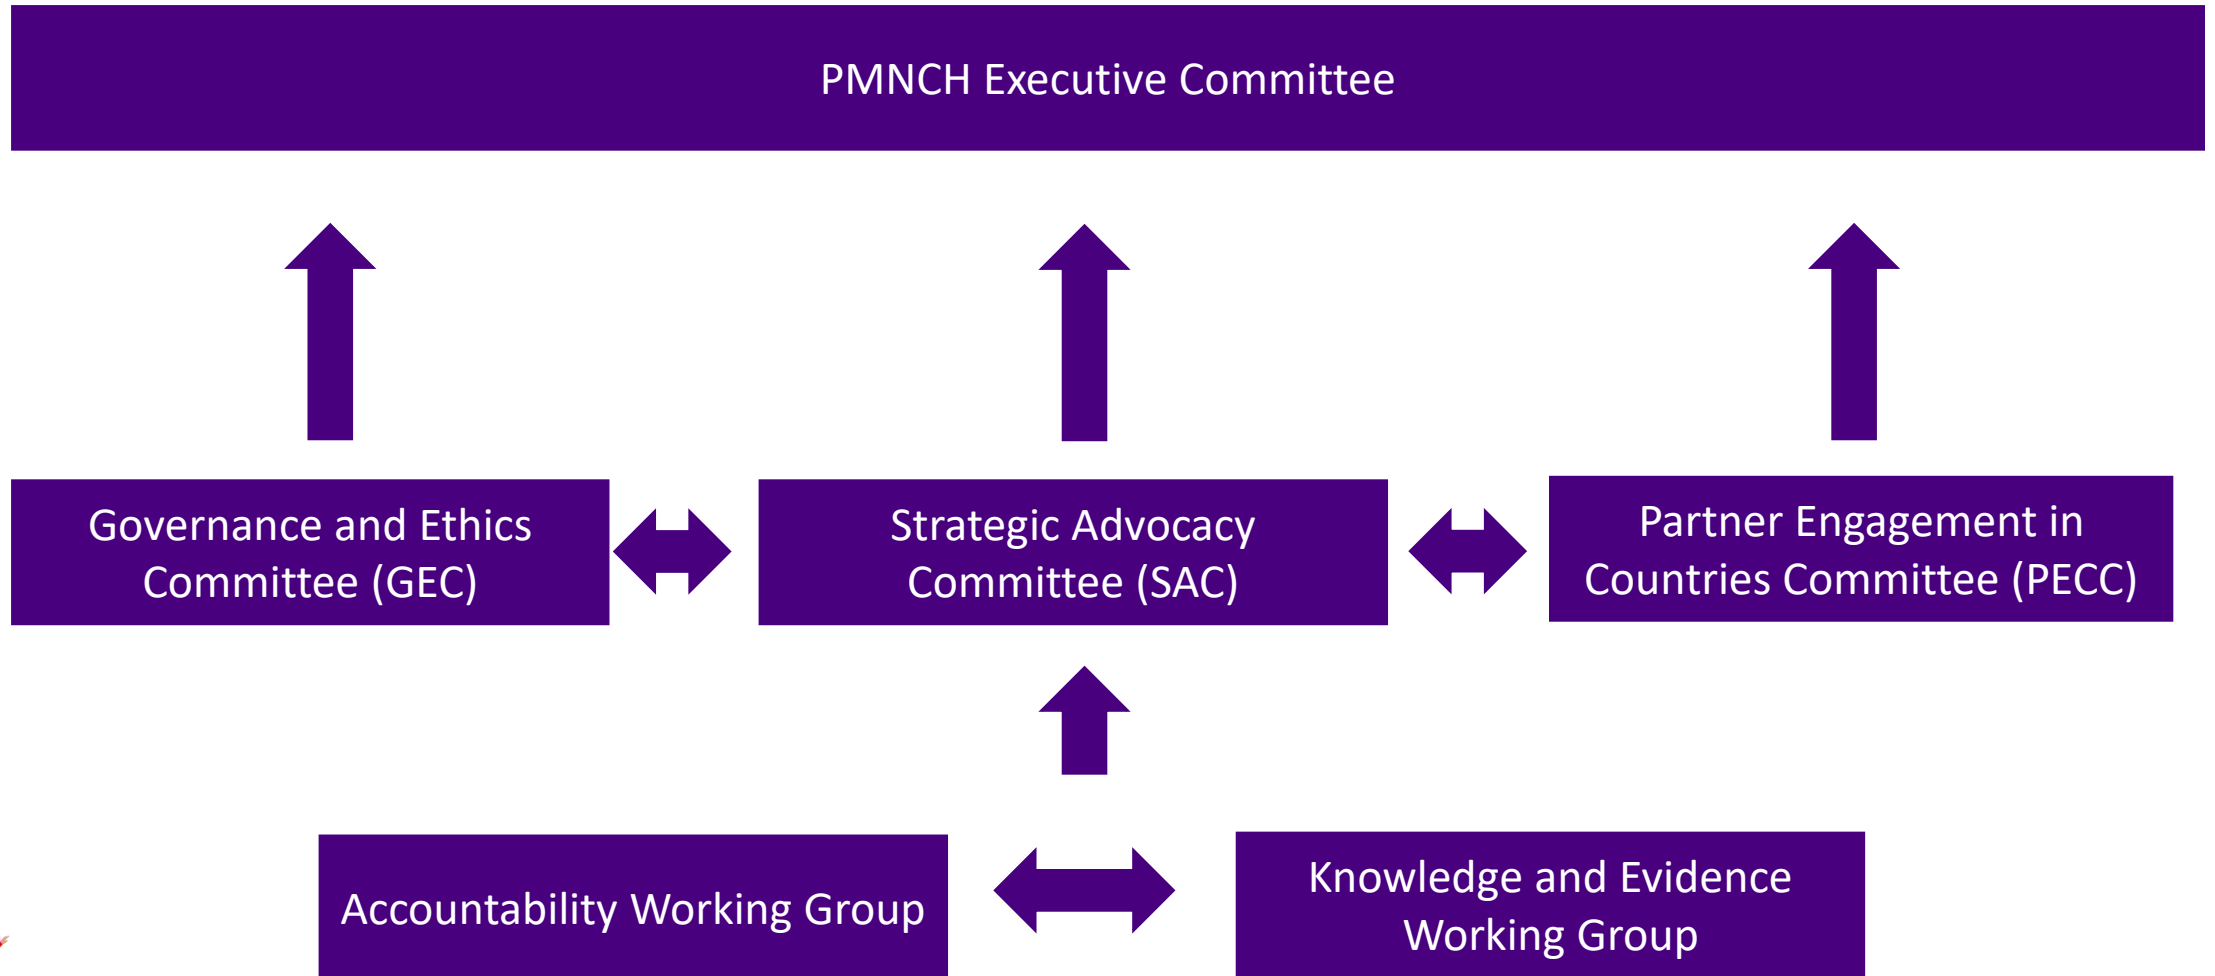 PMNCH Executive Committee
Governance and Ethics
Committee (GEC)
Strategic Advocacy
Committee (SAC)
Partner Engagement in
Countries Committee (PECC)
Accountability Working Group
Knowledge and Evidence
Working Group